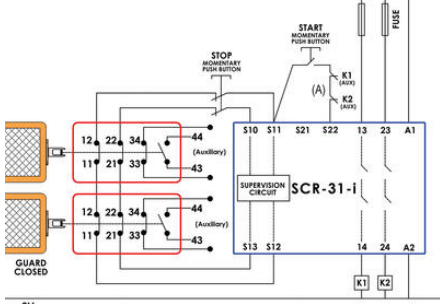 START
MOMENTARY
PUSH BUTTON
FUSE
STOP
MOMENTARY
PUSH BUTTON
K1
(AUX)
(A)
K2
(AUX)
S10 S11 S21 S22 13 23 A1
12 22 34 44
(Auxiliary)
11 21 33 43
SUPERVISION
CIRCUIT
SCR-31-i
12 22 34 44
(Auxiliary)
11 21 33 43
S13 S12 14 24 A2
GUARD
CLOSED
K1 K2